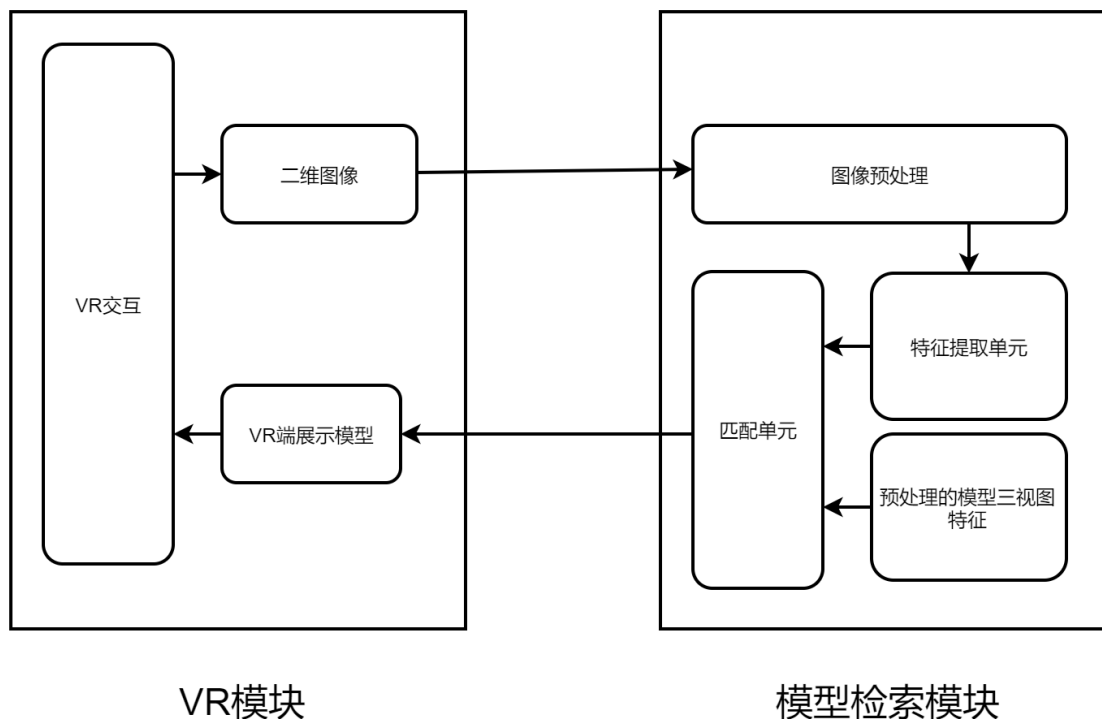 二维图像
图像预处理
VR交互
特征提取单元
VR端展示模型
匹配单元
预处理的模型三视图
特征
VR模块
模型检索模块